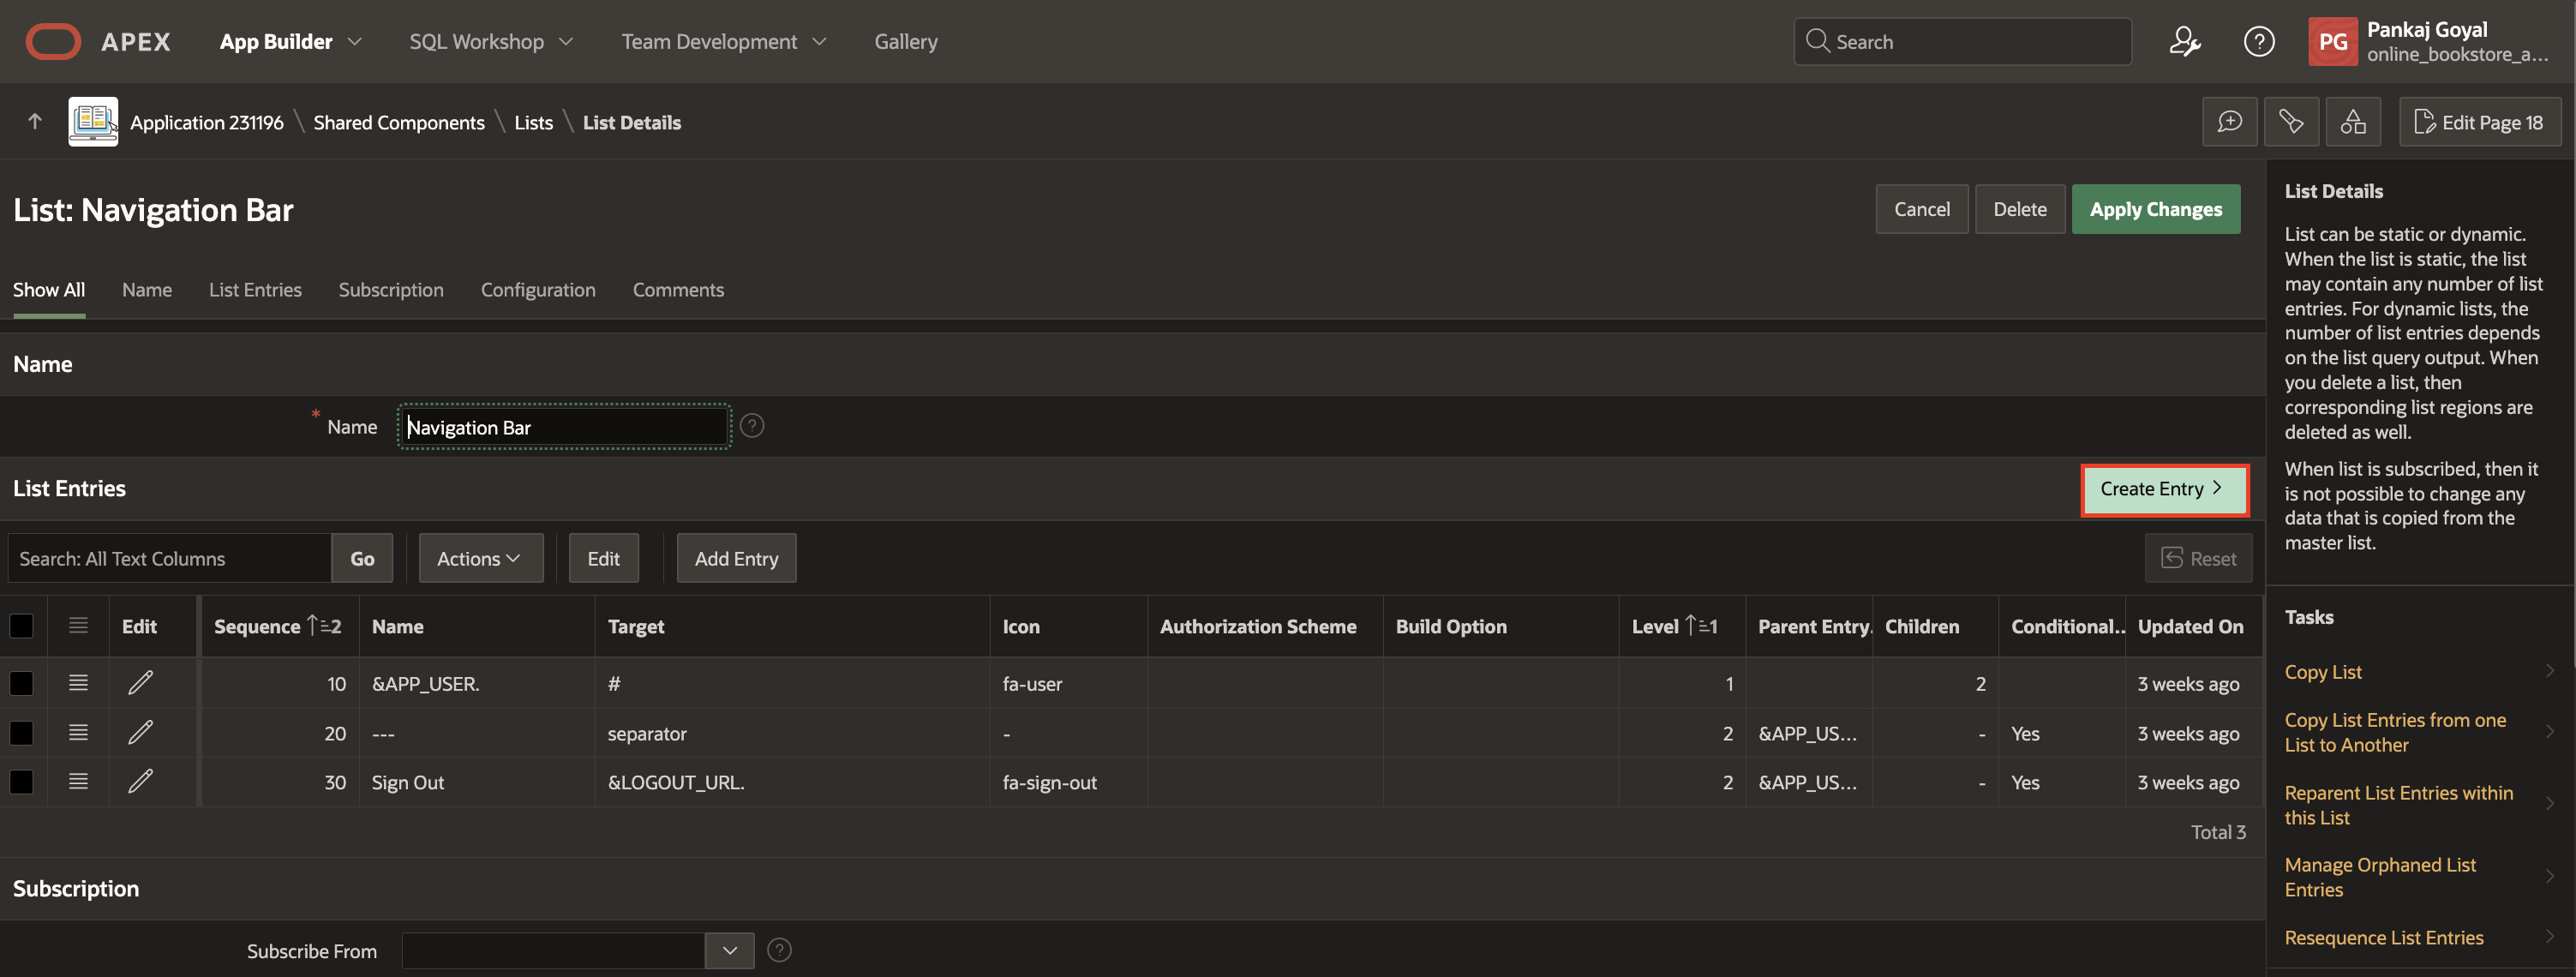 APEX App Builder SQL Workshop Team Development Gallery Search Pankaj Goyal
online_bookstore_a...
Application 231196 \ Shared Components \ Lists \ List Details Edit Page 18
List: Navigation Bar
Cancel Delete Apply Changes
Show All Name List Entries Subscription Configuration Comments
Name
* Name Navigation Bar
List Entries Create Entry
Search: All Text Columns Go Actions Edit Add Entry Reset
Edit Sequence 2 Name Target Icon Authorization Scheme Build Option Level 1 Parent Entry. Children Conditional.. Updated On
10 &APP_USER. # fa-user 1 2 3 weeks ago
20 --- separator - 2 &APP_US... - Yes 3 weeks ago
30 Sign Out &LOGOUT_URL. fa-sign-out 2 &APP_US... - Yes 3 weeks ago
Total 3
Subscription
Subscribe From
List Details
List can be static or dynamic.
When the list is static, the list
may contain any number of list
entries. For dynamic lists, the
number of list entries depends
on the list query output. When
you delete a list, then
corresponding list regions are
deleted as well.
When list is subscribed, then it
is not possible to change any
data that is copied from the
master list.
Tasks
Copy List
Copy List Entries from one
List to Another
Reparent List Entries within
this List
Manage Orphaned List
Entries
Resequence List Entries
PG